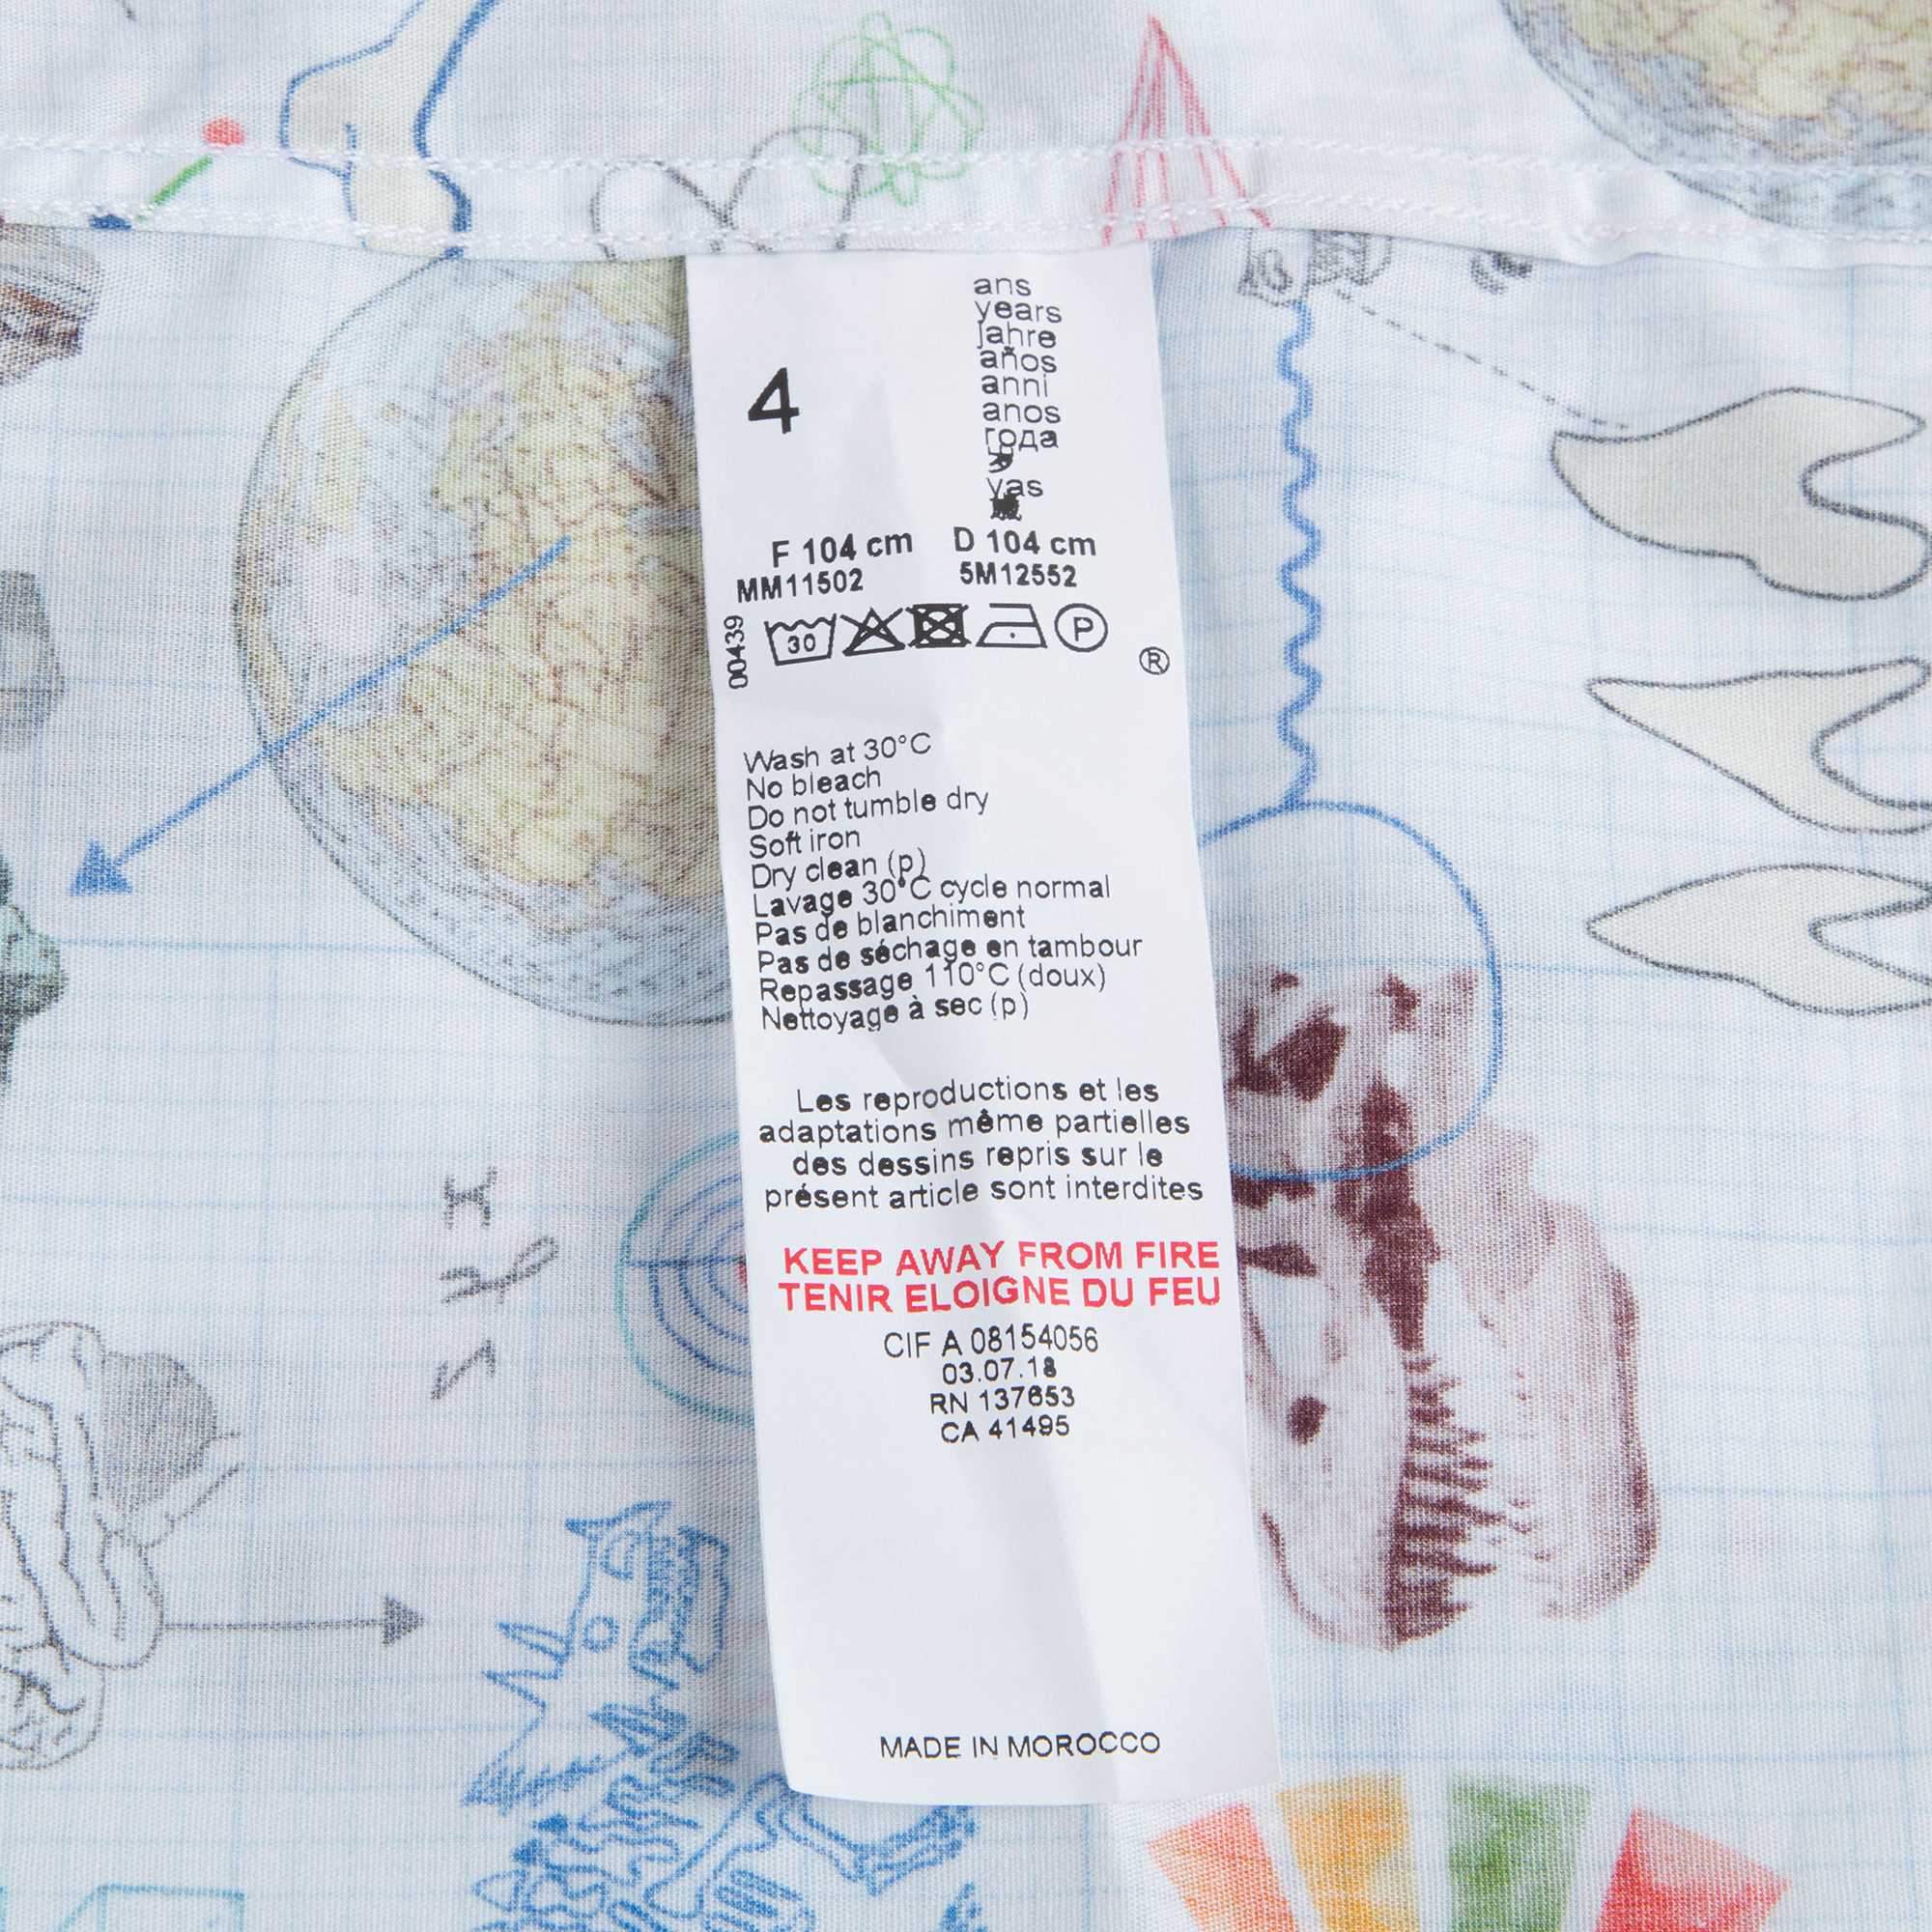 ans
years
Jahre
años
anni
anos
года
yas
4
F 104 cm D 104 cm
MM11502 5M12552
00439
30 P ®
Wash at 30°C
No bleach
Do not tumble dry
Soft iron
Dry clean (p)
Lavage 30°C cycle normal
Pas de blanchiment
Pas de séchage en tambour
Repassage 110°C (doux)
Nettoyage à sec (p)
Les reproductions et les
adaptations même partielles
des dessins repris sur le
présent article sont interdites
KEEP AWAY FROM FIRE
TENIR ELOIGNE DU FEU
CIF A 08154056
03.07.18
RN 137653
CA 41495
MADE IN MOROCCO